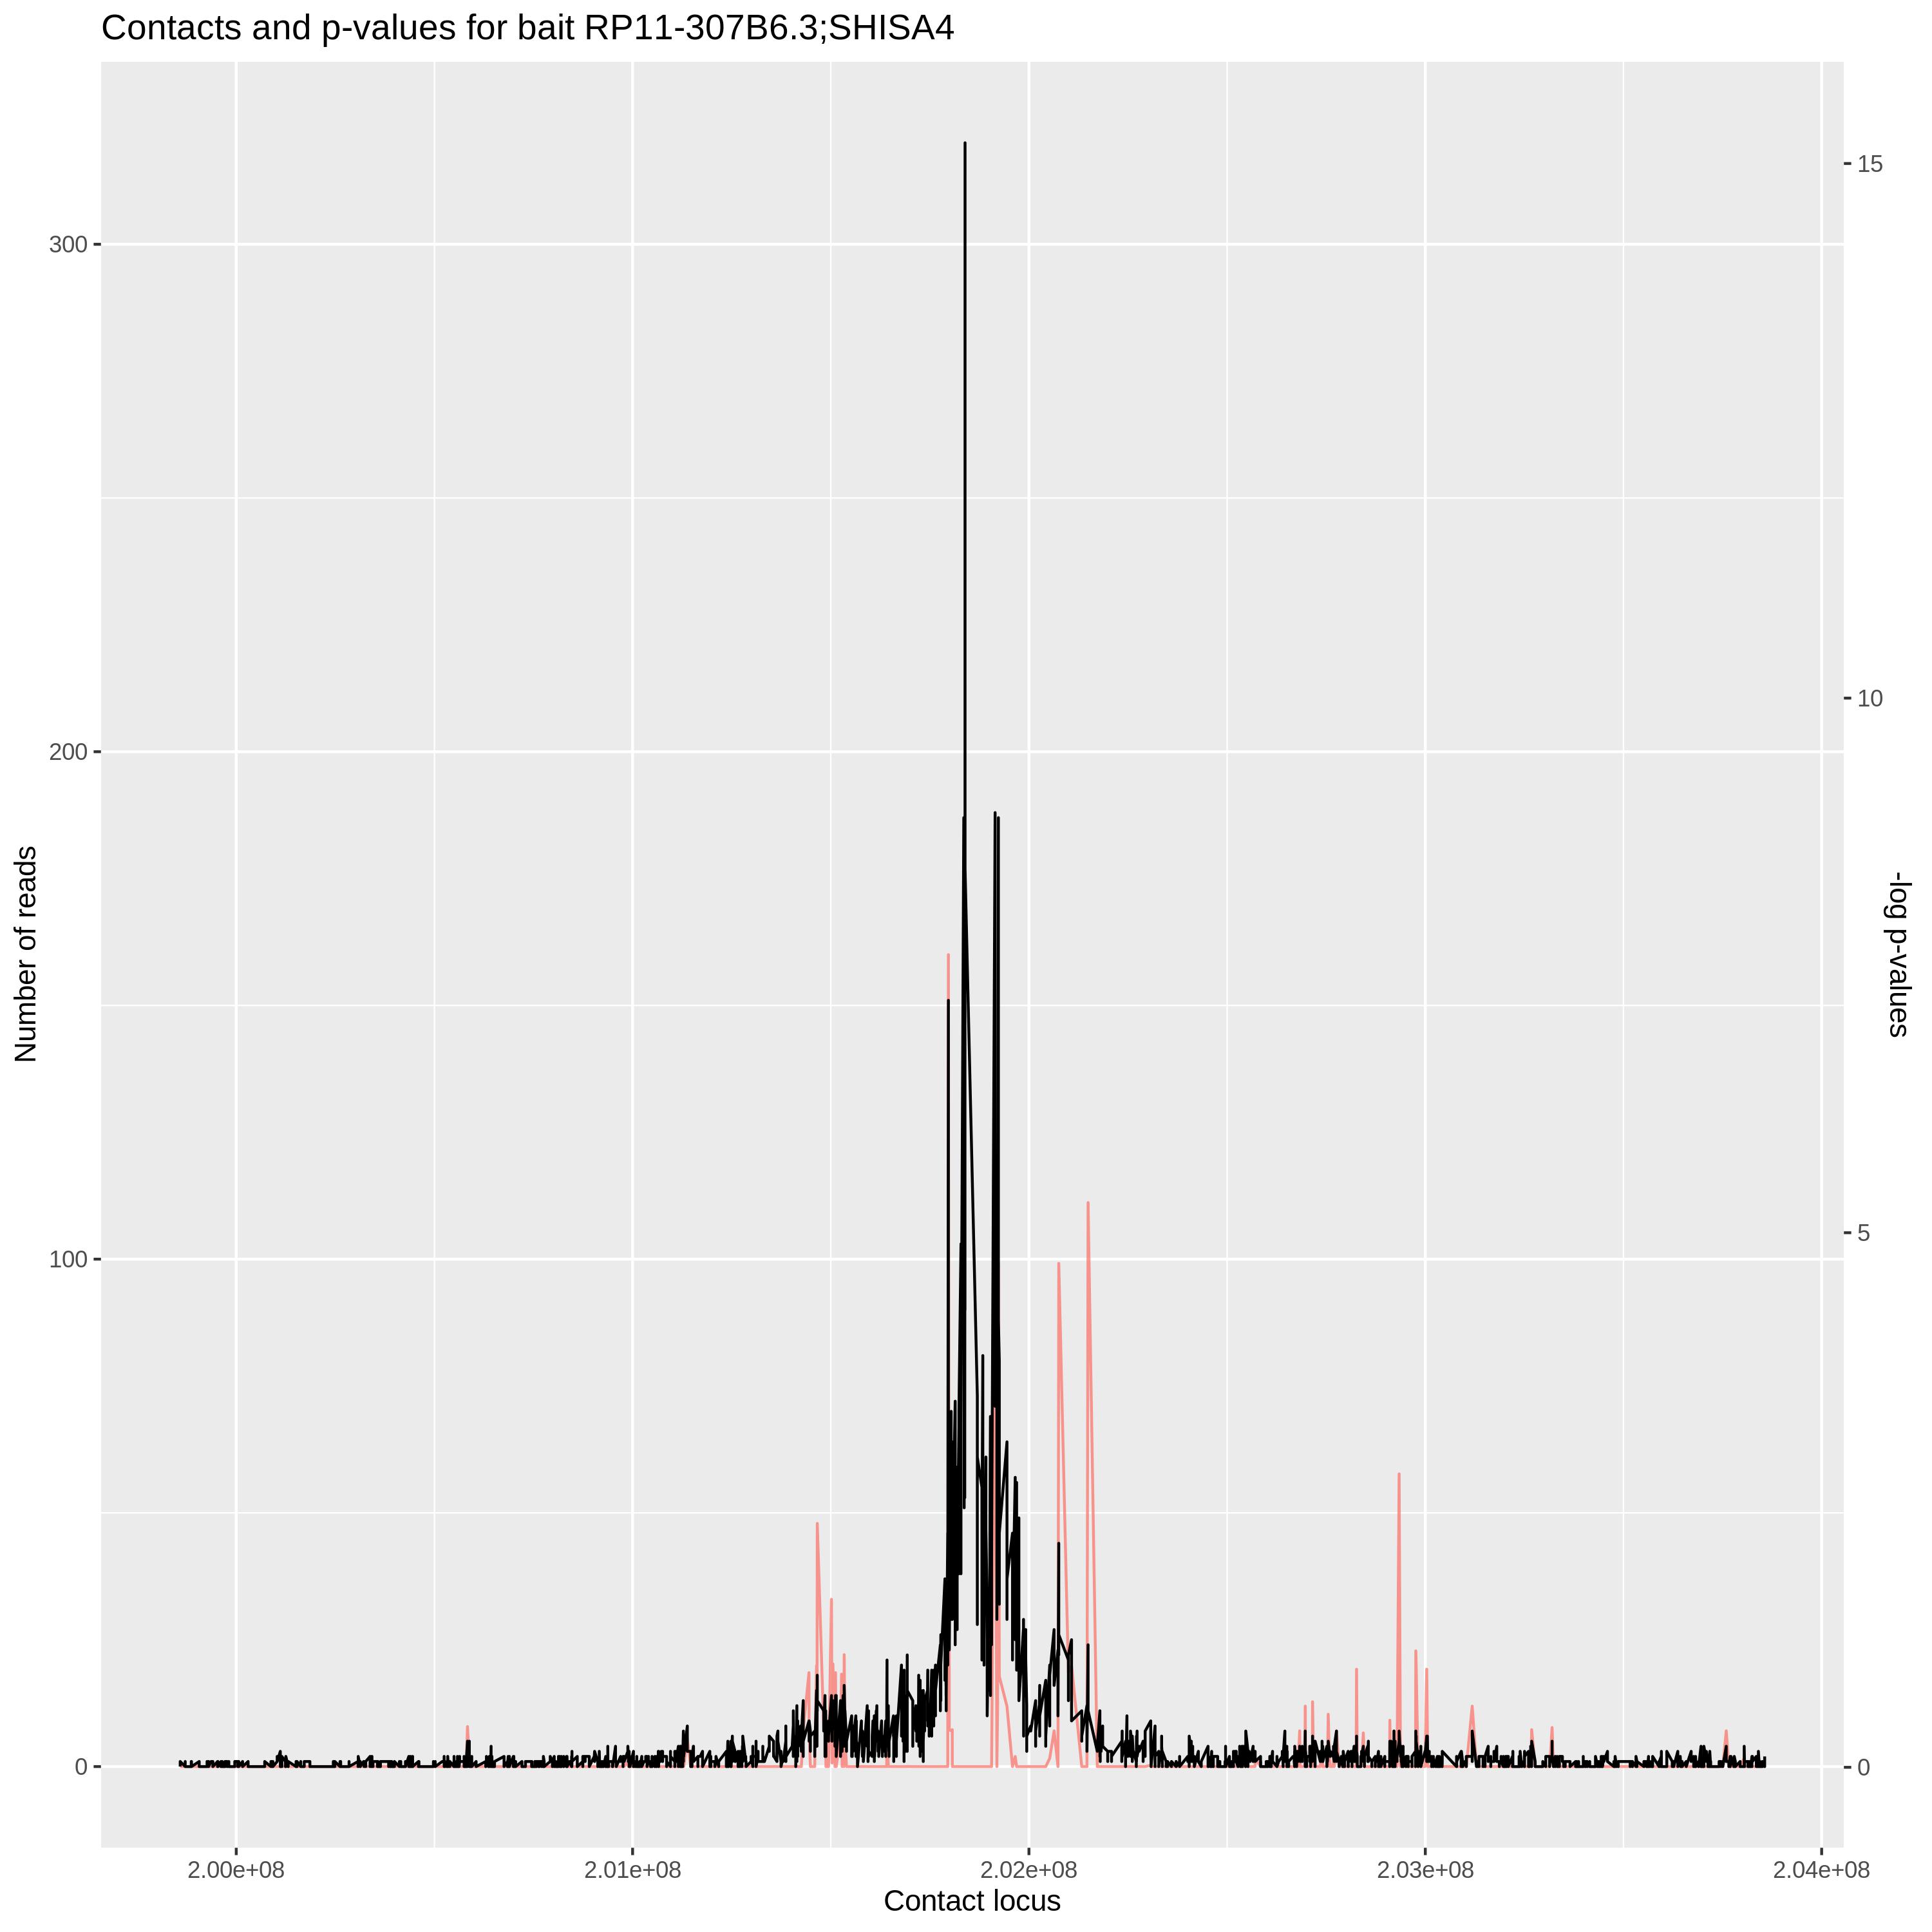 Contacts and p-values for bait RP11-307B6.3;SHISA4
Number of reads
300
200
100
0
15
10
5
0
-log p-values
2.00e+08
2.01e+08
2.02e+08
2.03e+08
2.04e+08
Contact locus